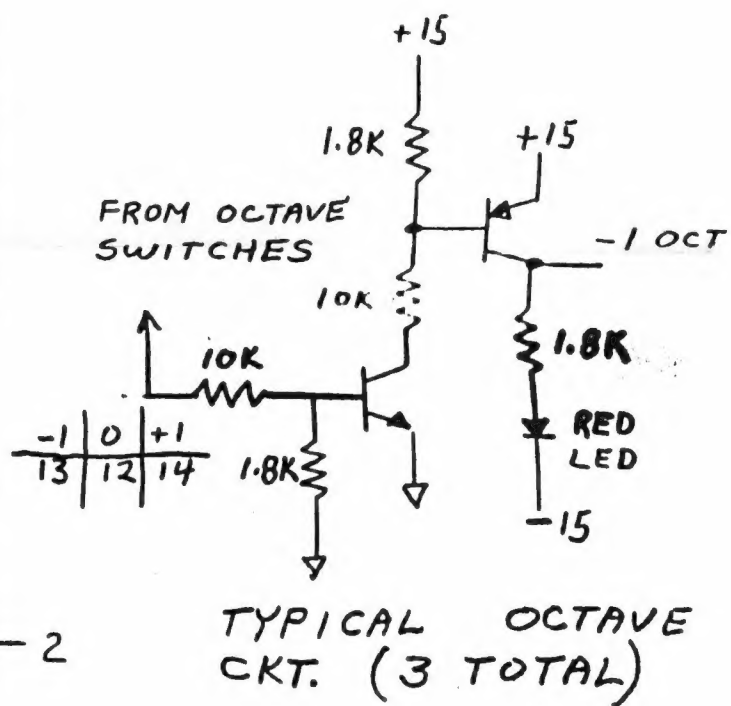 +15
1.8K
+15
FROM OCTAVE
SWITCHES
-1 OCT
10K
10K
1.8K
-1 0 +1
13 12 14
1.8K
RED
LED
-15
-2
TYPICAL OCTAVE
CKT. (3 TOTAL)